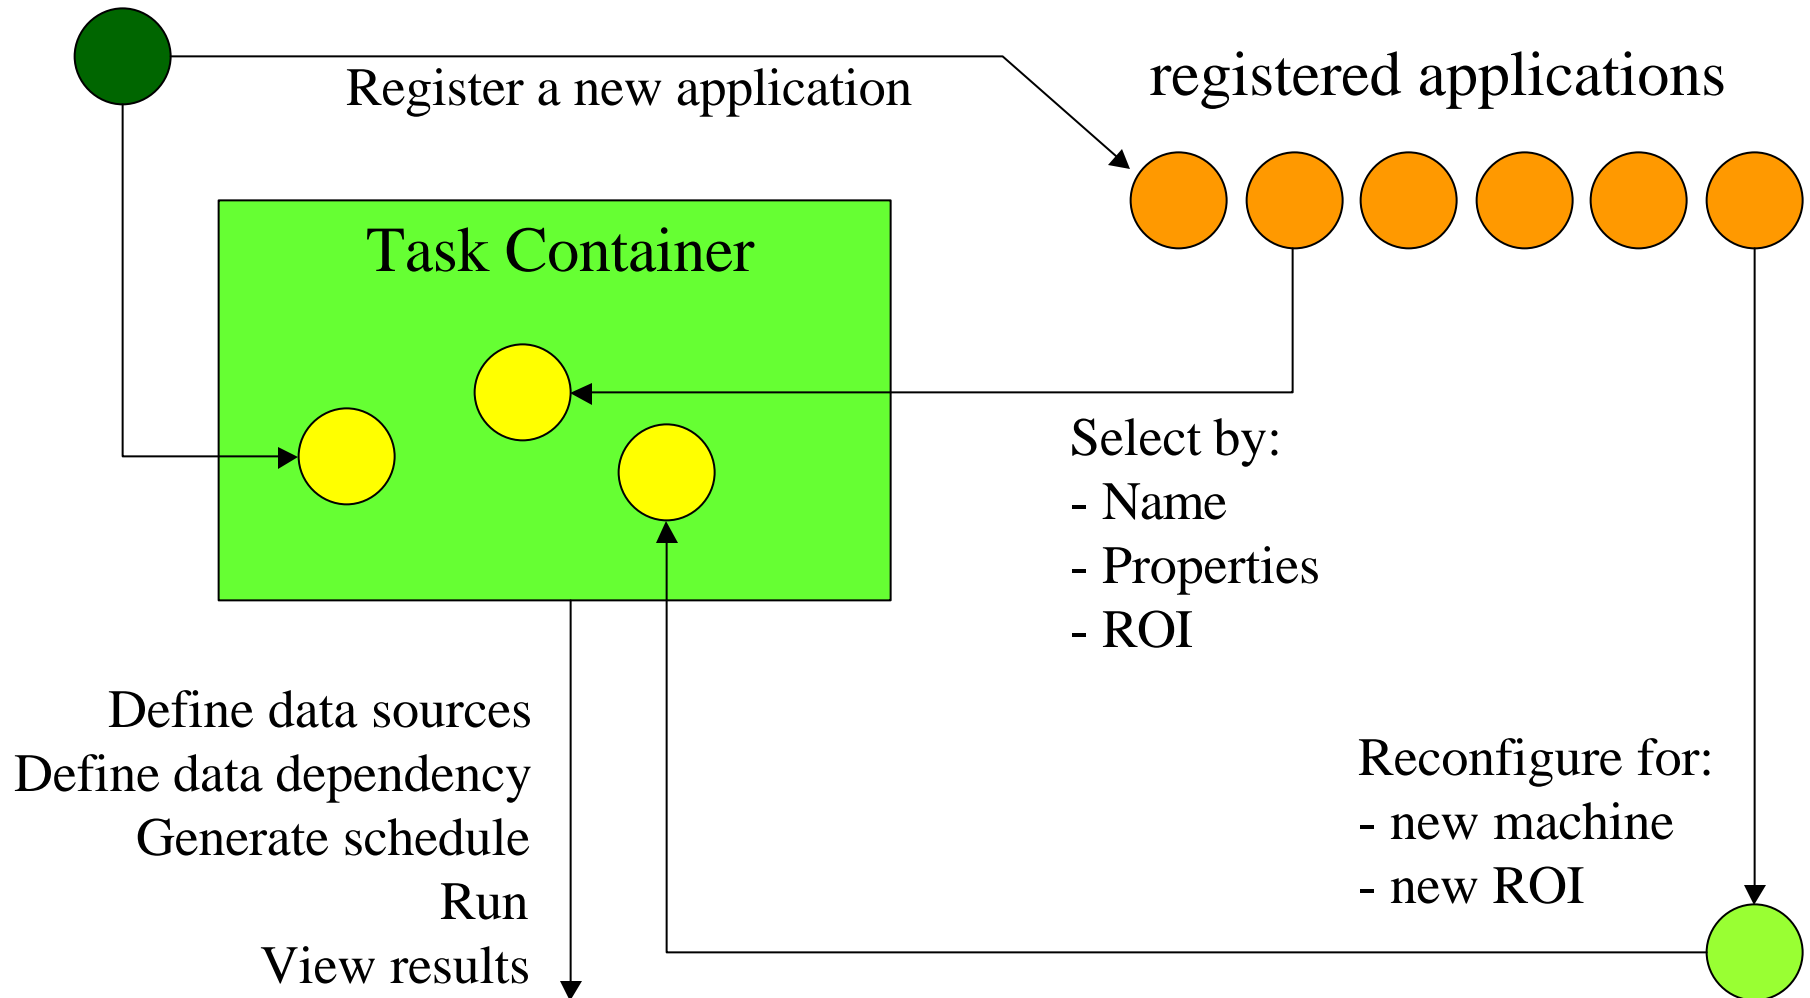 Register a new application
registered applications
Task Container
Select by:
- Name
- Properties
- ROI
Define data sources
Define data dependency
Generate schedule
Run
View results
Reconfigure for:
- new machine
- new ROI